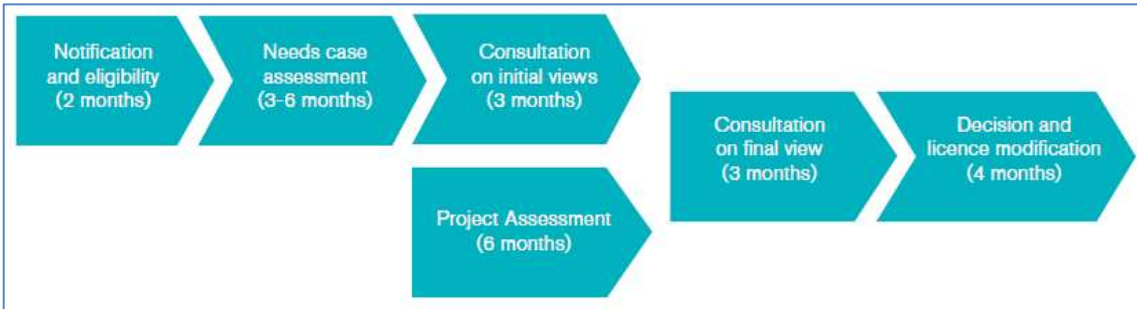 Notification
and eligibility
(2 months)
Needs case
assessment
(3-6 months)
Consultation
on initial views
(3 months)
Project Assessment
(6 months)
Consultation
on final view
(3 months)
Decision and
licence modification
(4 months)